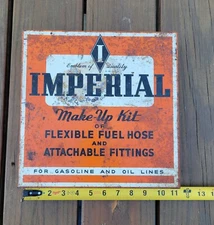 I
Emblem of Quality
IMPERIAL
Make-Up Kit
OF
FLEXIBLE FUEL HOSE
AND
ATTACHABLE FITTINGS
FOR GASOLINE AND OIL LINES
2 3 4 5 6 7 8 9 10 11 12 13